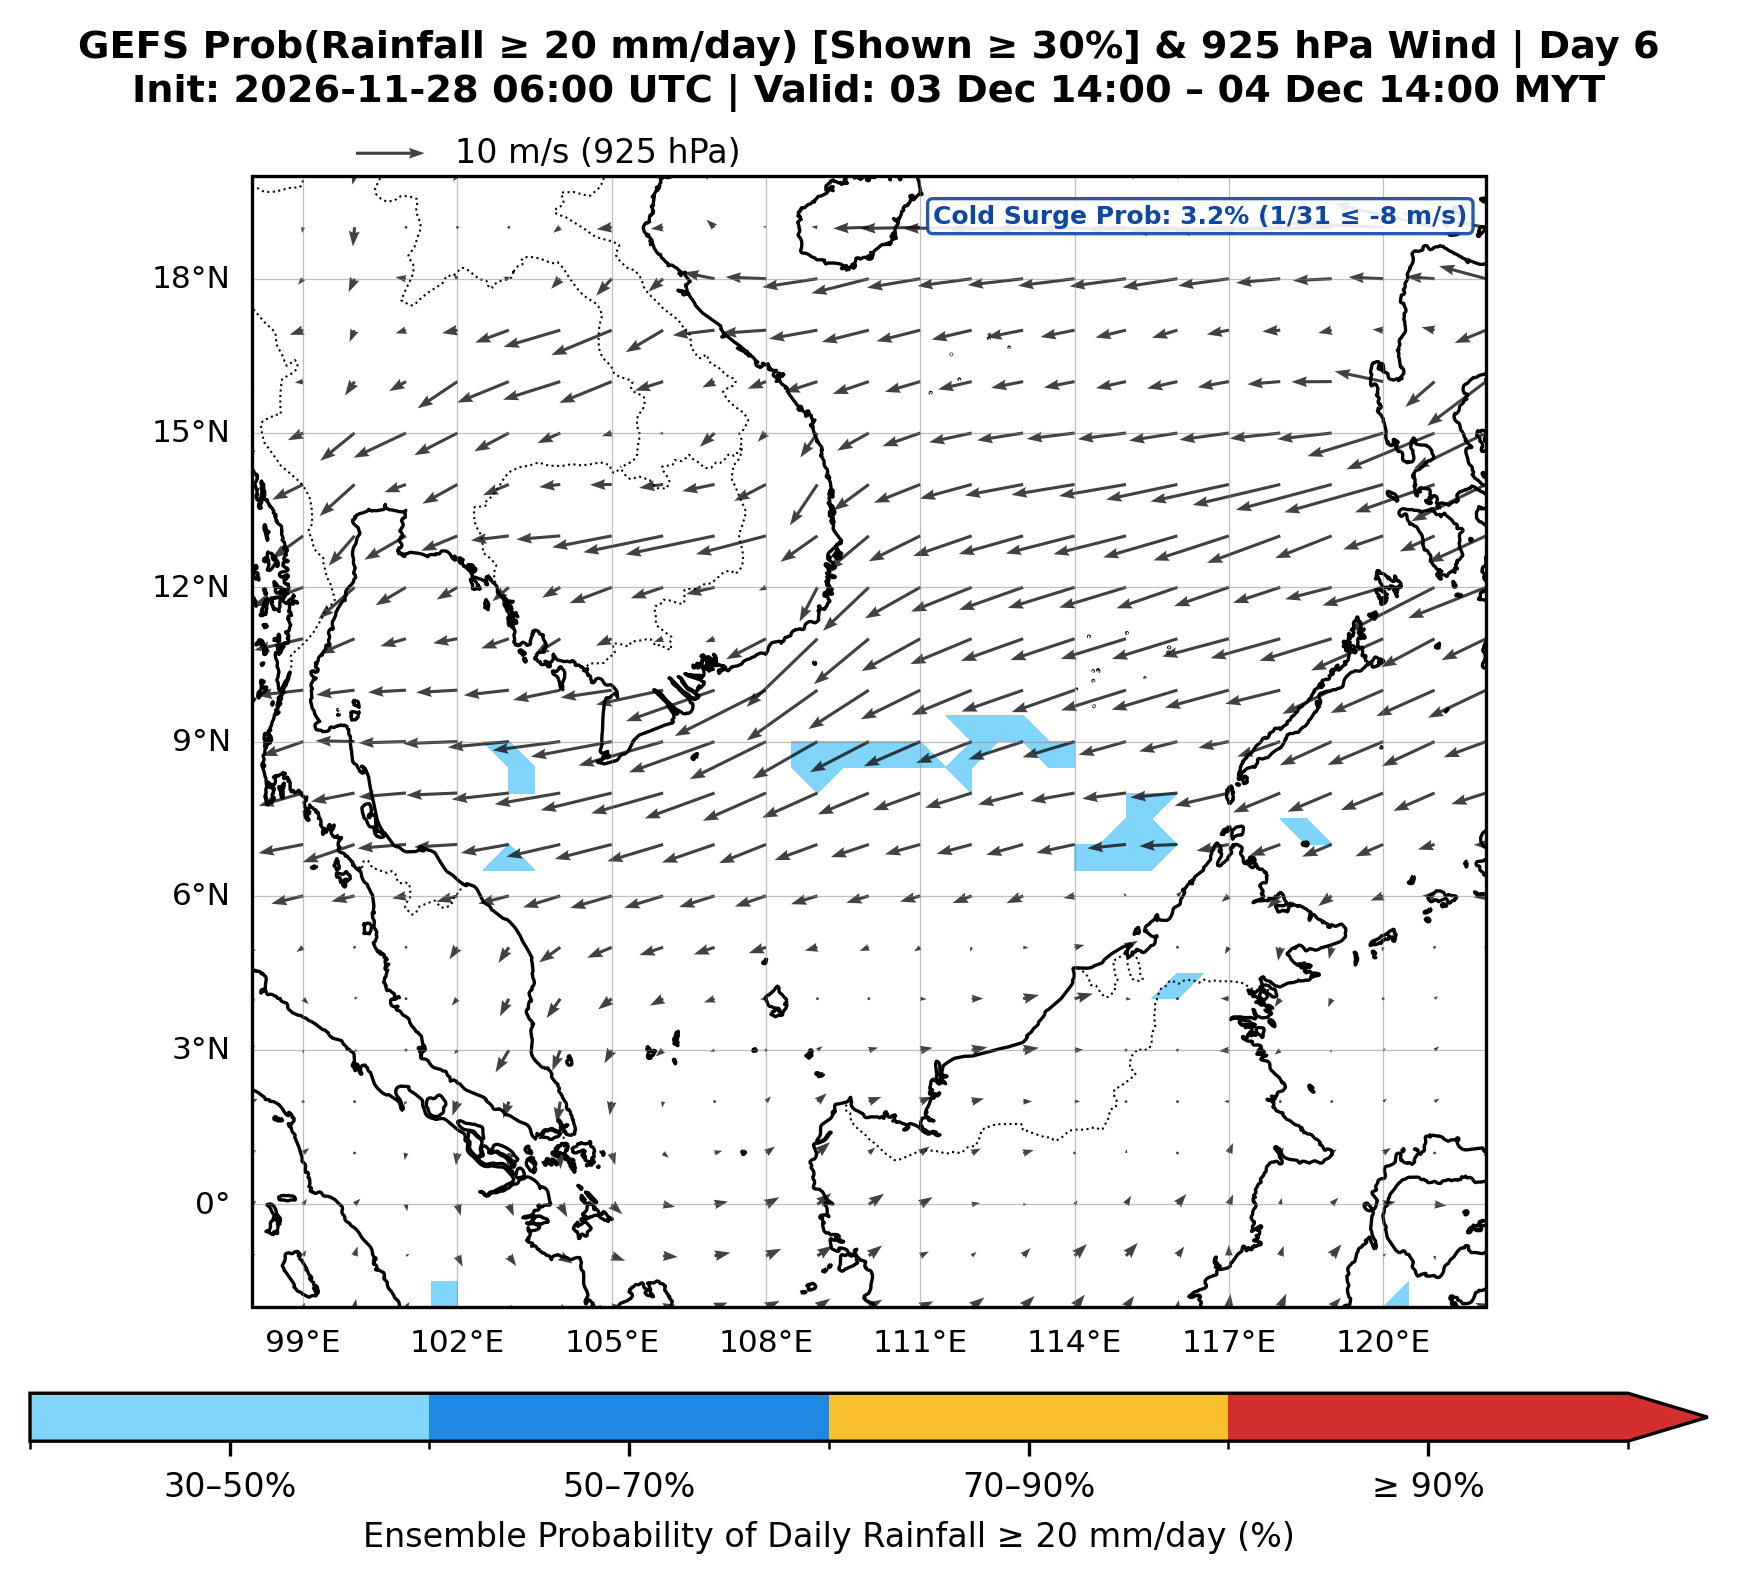 GEFS Prob(Rainfall ≥ 20 mm/day) [Shown ≥ 30%] & 925 hPa Wind | Day 6
Init: 2026-11-28 06:00 UTC | Valid: 03 Dec 14:00 – 04 Dec 14:00 MYT
10 m/s (925 hPa)
Cold Surge Prob: 3.2% (1/31 ≤ -8 m/s)
18°N
15°N
12°N
9°N
6°N
3°N
0°
99°E 102°E 105°E 108°E 111°E 114°E 117°E 120°E
30–50% 50–70% 70–90% ≥ 90%
Ensemble Probability of Daily Rainfall ≥ 20 mm/day (%)